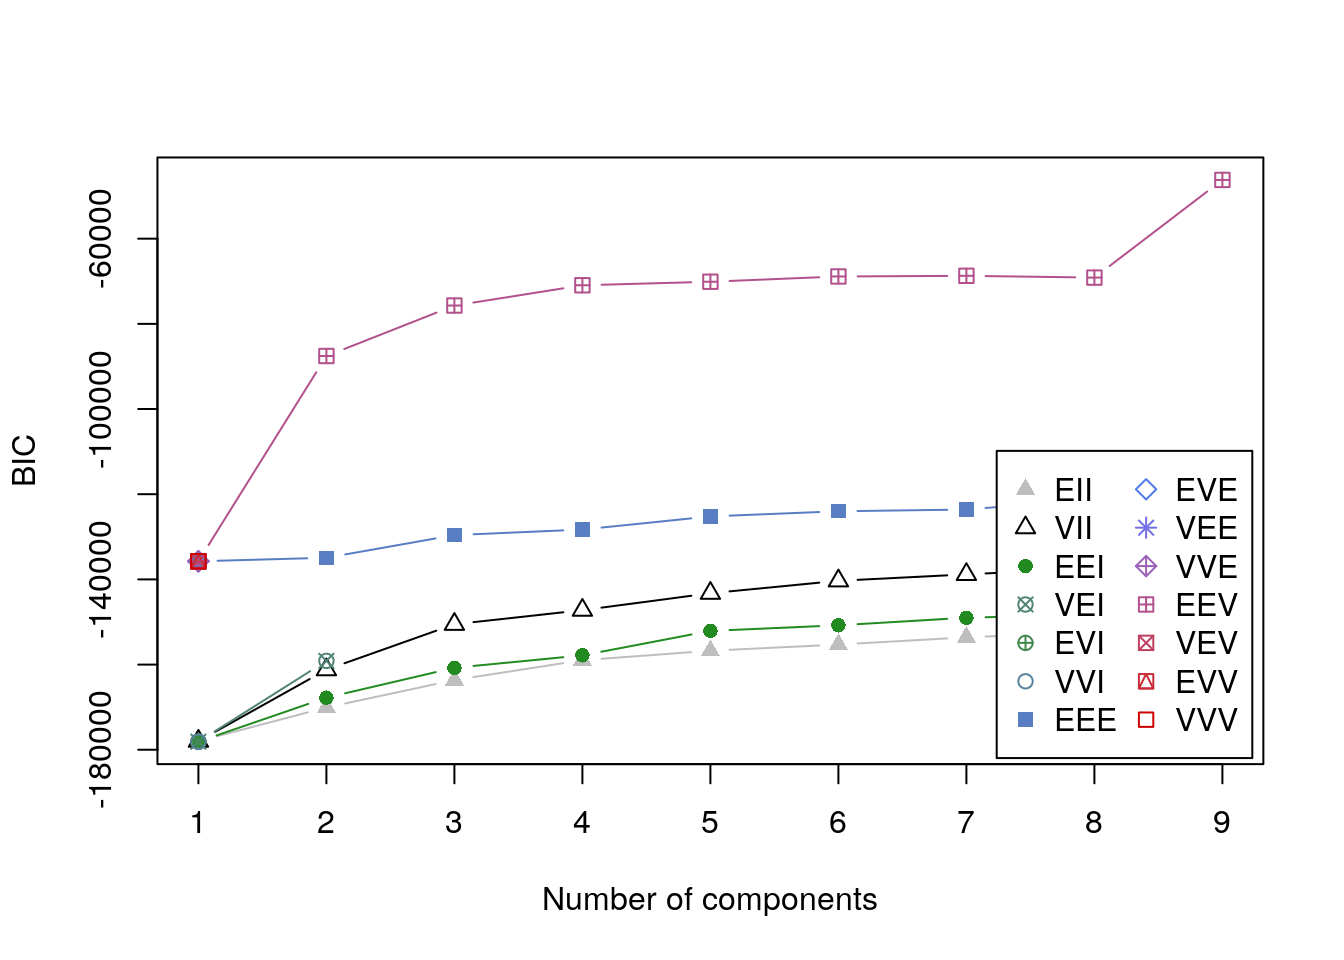 -60000
-100000
-140000
-180000
BIC
EII EVE
VII VEE
EEI VVE
VEI EEV
EVI VEV
VVI EVV
EEE VVV
1 2 3 4 5 6 7 8 9
Number of components